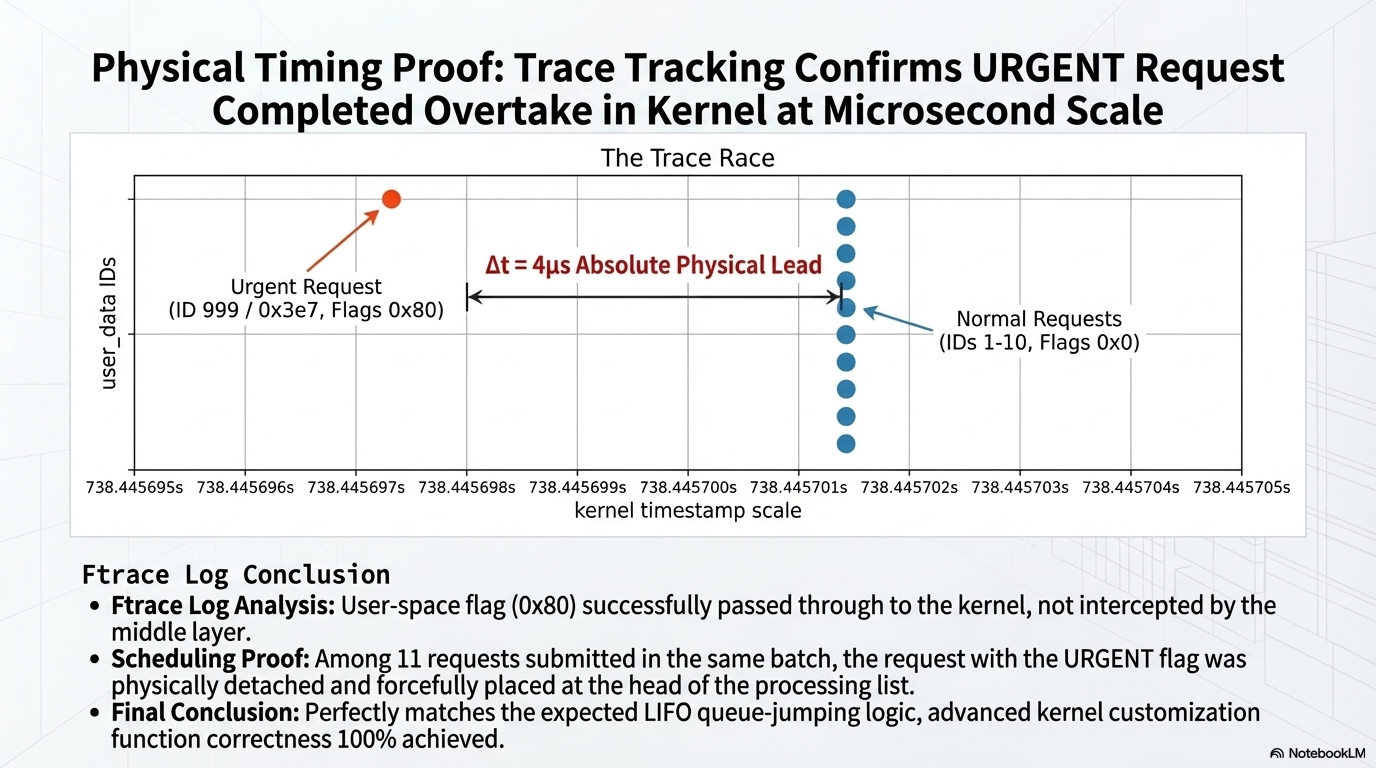 Physical Timing Proof: Trace Tracking Confirms URGENT Request
Completed Overtake in Kernel at Microsecond Scale
The Trace Race
user_data IDs
Urgent Request
(ID 999 / 0x3e7, Flags 0x80)
Δt = 4μs Absolute Physical Lead
Normal Requests
(IDs 1-10, Flags 0x0)
738.445695s 738.445696s 738.445697s 738.445698s 738.445699s 738.445700s 738.445701s 738.445702s 738.445703s 738.445704s 738.445705s
kernel timestamp scale
Ftrace Log Conclusion
• Ftrace Log Analysis: User-space flag (0x80) successfully passed through to the kernel, not intercepted by the
middle layer.
• Scheduling Proof: Among 11 requests submitted in the same batch, the request with the URGENT flag was
physically detached and forcefully placed at the head of the processing list.
• Final Conclusion: Perfectly matches the expected LIFO queue-jumping logic, advanced kernel customization
function correctness 100% achieved.
NotebookLM